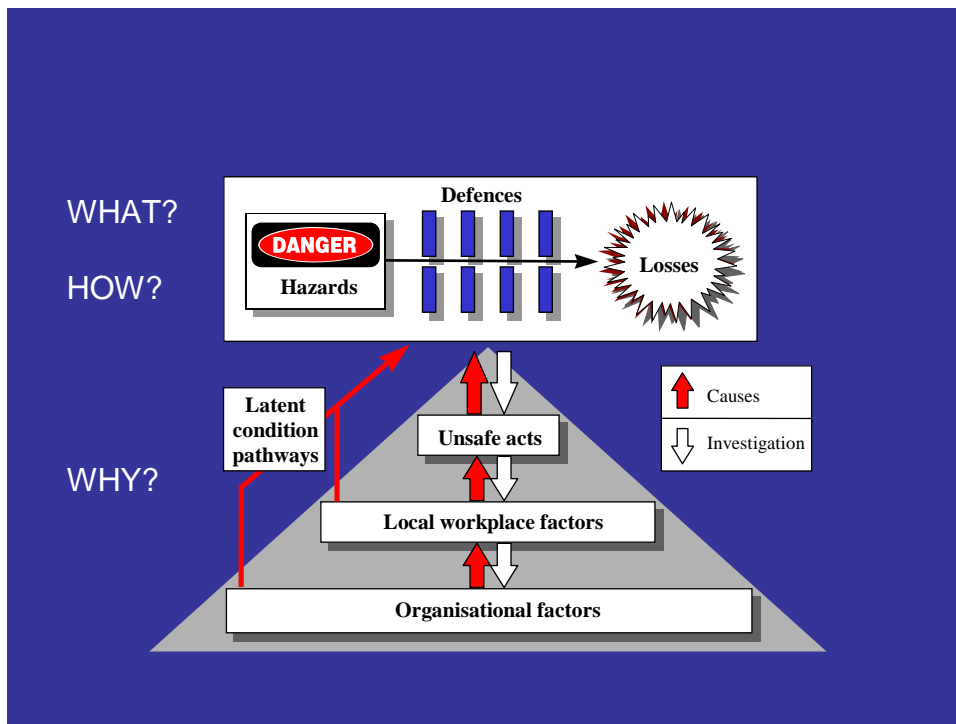 WHAT?
HOW?
Defences
DANGER
Hazards
Losses
WHY?
Latent
condition
pathways
Unsafe acts
Local workplace factors
Organisational factors
Causes
Investigation